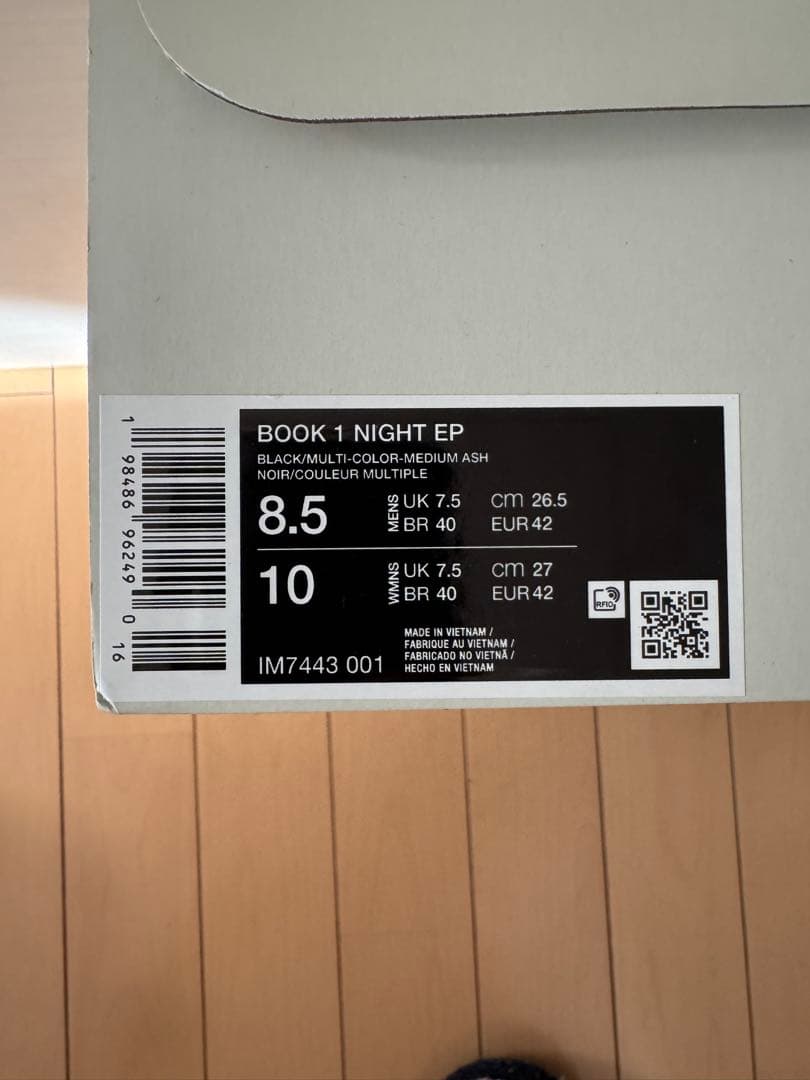 BOOK 1 NIGHT EP
BLACK/MULTI-COLOR-MEDIUM ASH
NOIR/COULEUR MULTIPLE
8.5 MENS UK 7.5 cm 26.5
BR 40 EUR 42
10 WMNS UK 7.5 cm 27
BR 40 EUR 42
RFID
MADE IN VIETNAM /
FABRIQUE AU VIETNAM /
FABRICADO NO VIETNÃ /
HECHO EN VIETNAM
IM7443 001
1 98486 96249 0 16